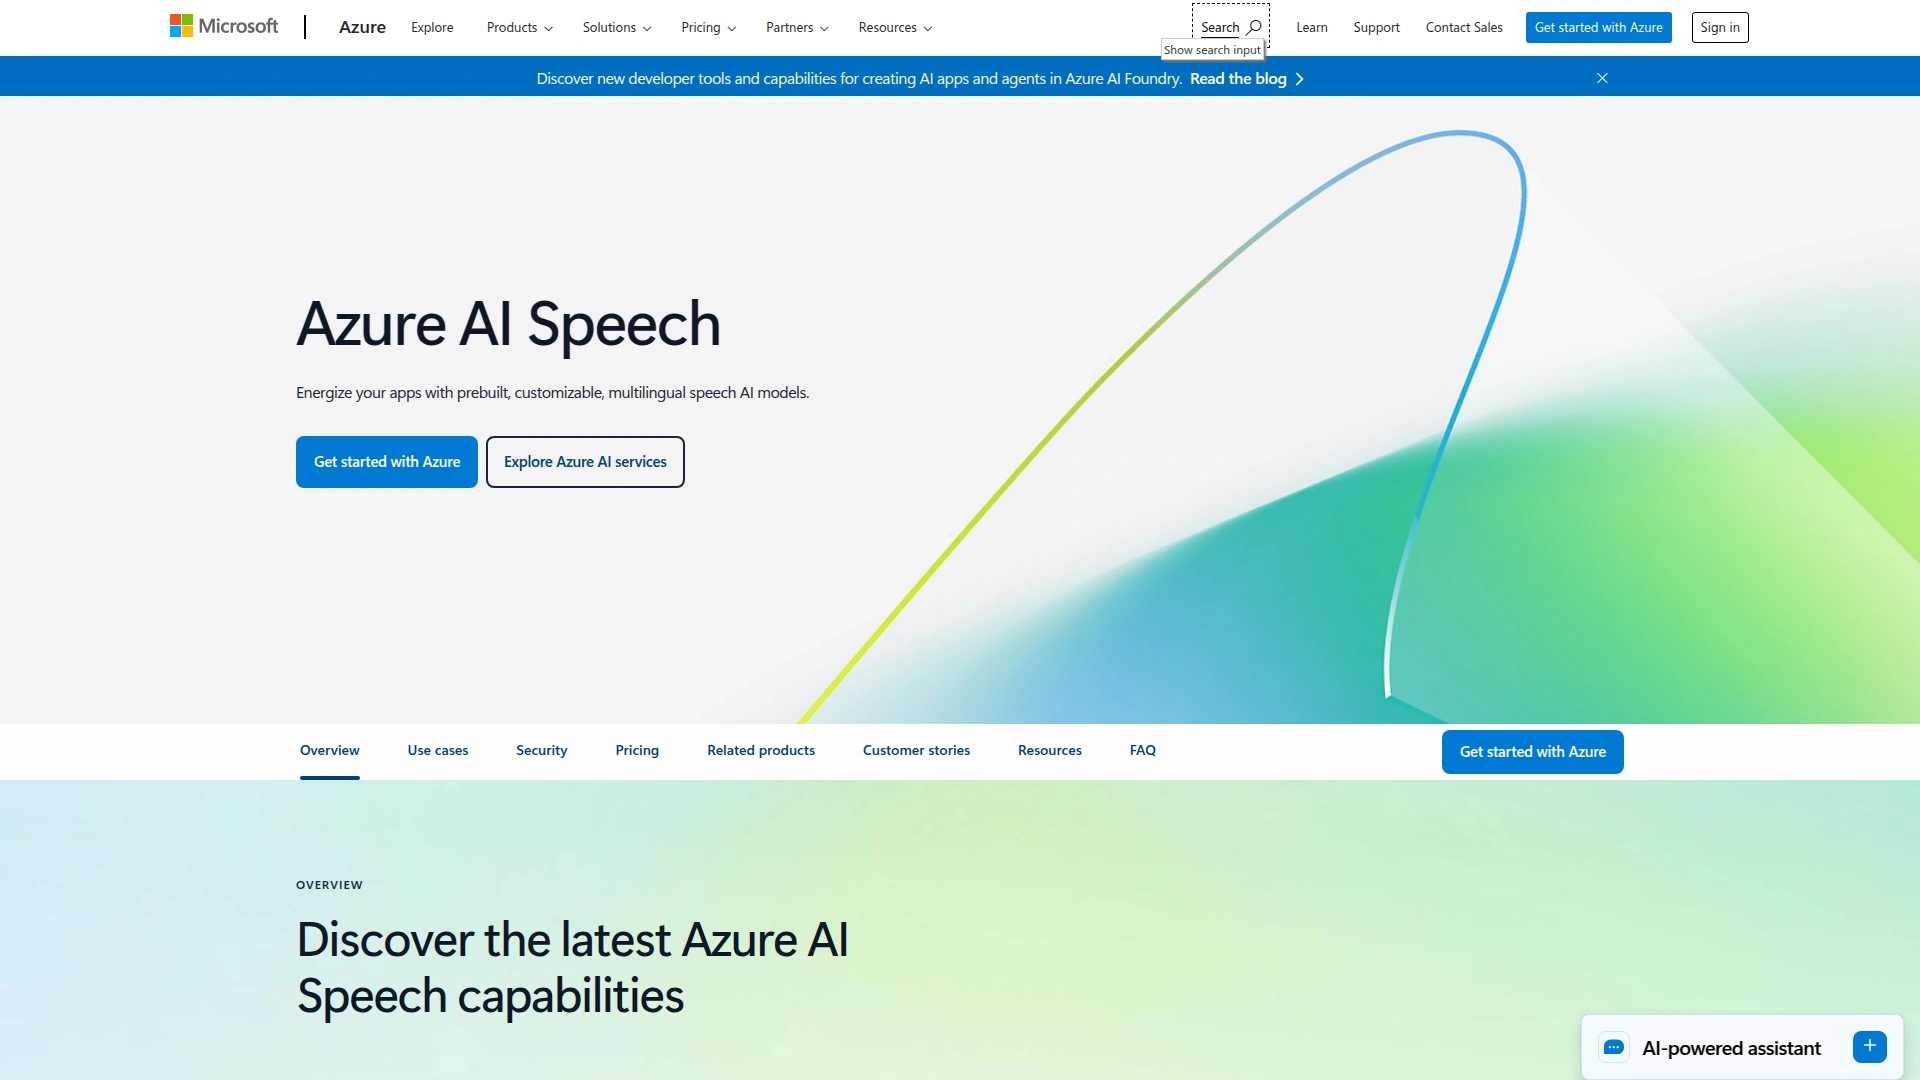 Microsoft
Azure
Explore
Products
Solutions
Pricing
Partners
Resources
Search
Learn
Support
Contact Sales
Get started with Azure
Sign in
Show search input
Discover new developer tools and capabilities for creating AI apps and agents in Azure AI Foundry. Read the blog
Azure AI Speech
Energize your apps with prebuilt, customizable, multilingual speech AI models.
Get started with Azure
Explore Azure AI services
Overview
Use cases
Security
Pricing
Related products
Customer stories
Resources
FAQ
Get started with Azure
OVERVIEW
Discover the latest Azure AI
Speech capabilities
AI-powered assistant